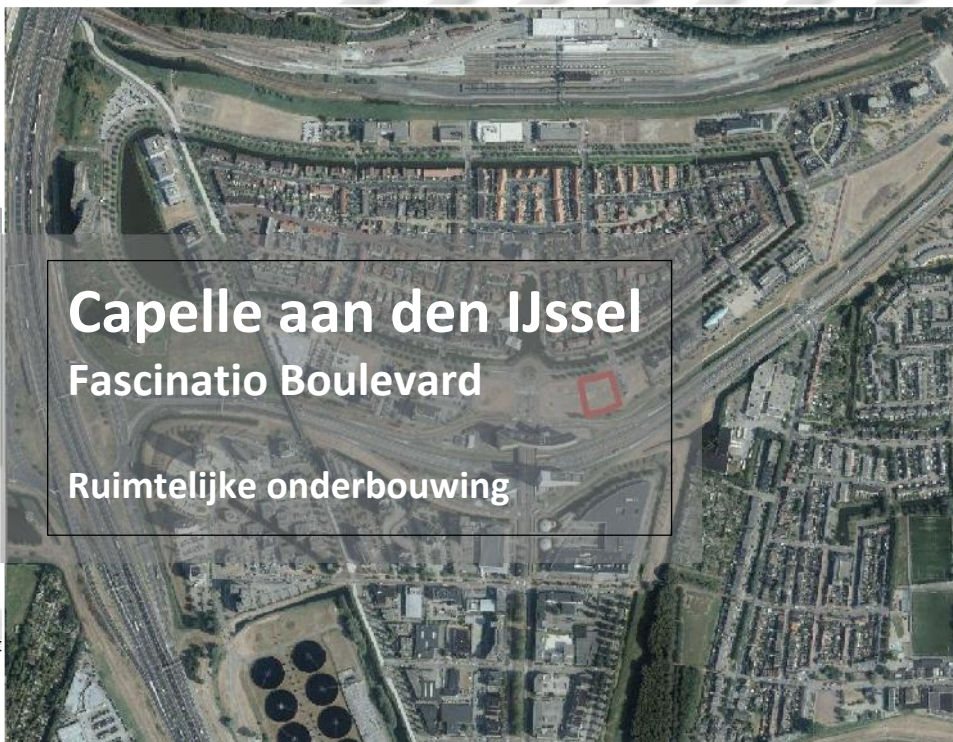 Capelle aan den IJssel
Fascinatio Boulevard
Ruimtelijke onderbouwing